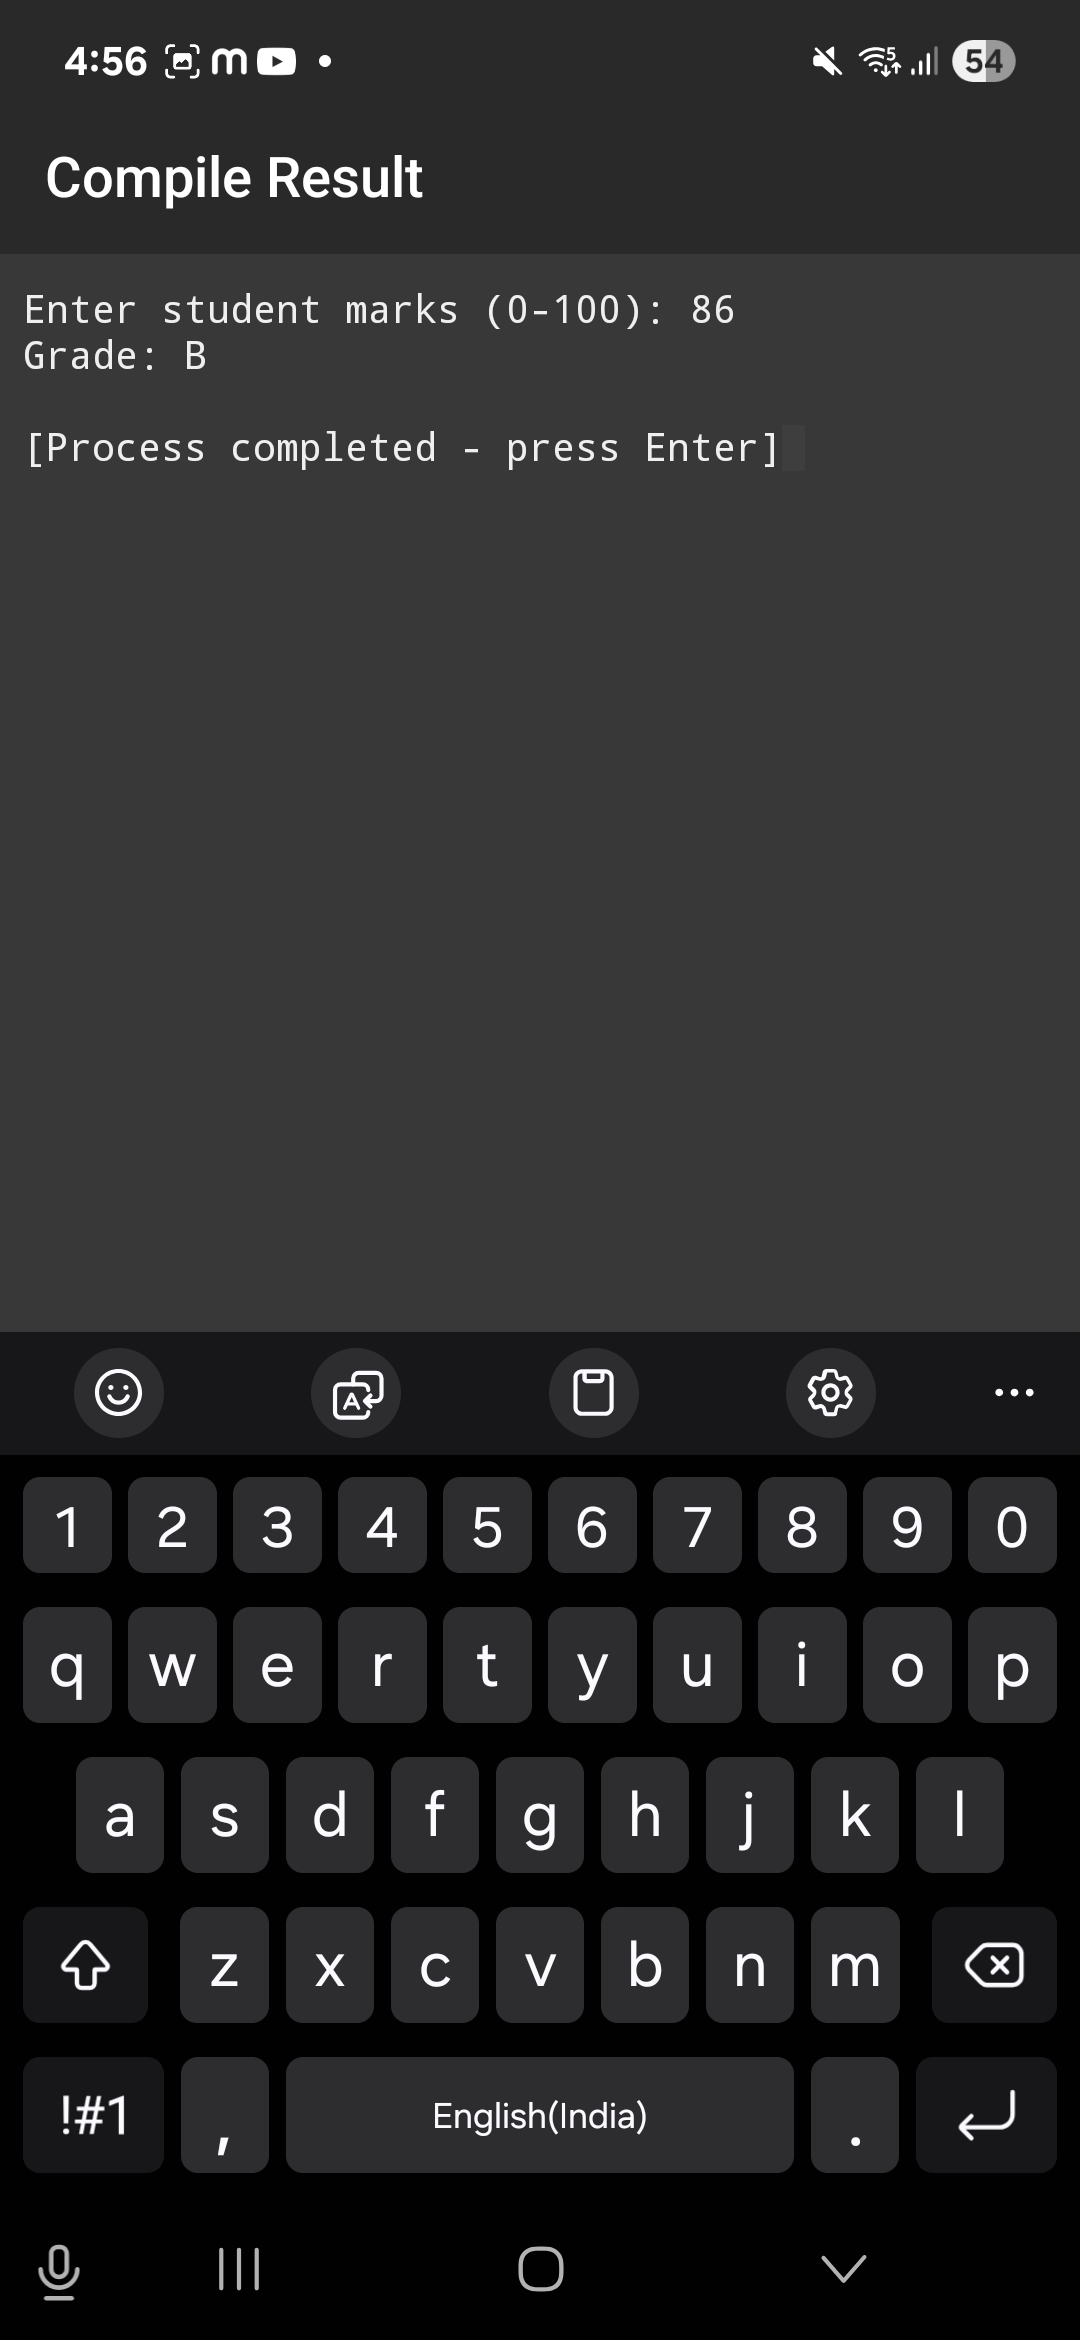 4:56 m 5 54
Compile Result
Enter student marks (0-100): 86
Grade: B
[Process completed - press Enter]
A
1 2 3 4 5 6 7 8 9 0
q w e r t y u i o p
a s d f g h j k l
z x c v b n m
!#1 , English(India) .